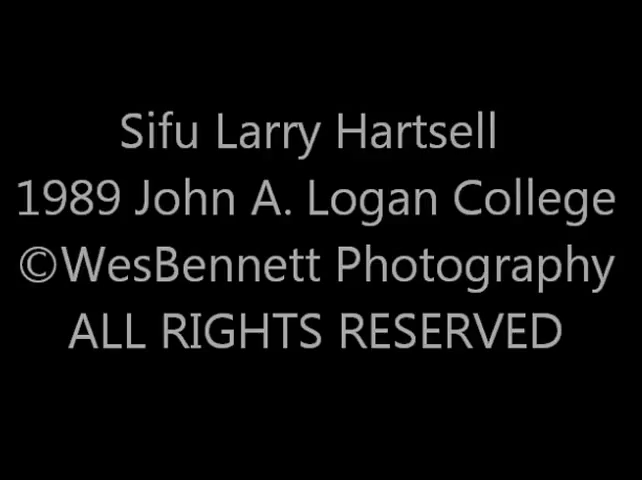 Sifu Larry Hartsell
1989 John A. Logan College
©WesBennett Photography
ALL RIGHTS RESERVED